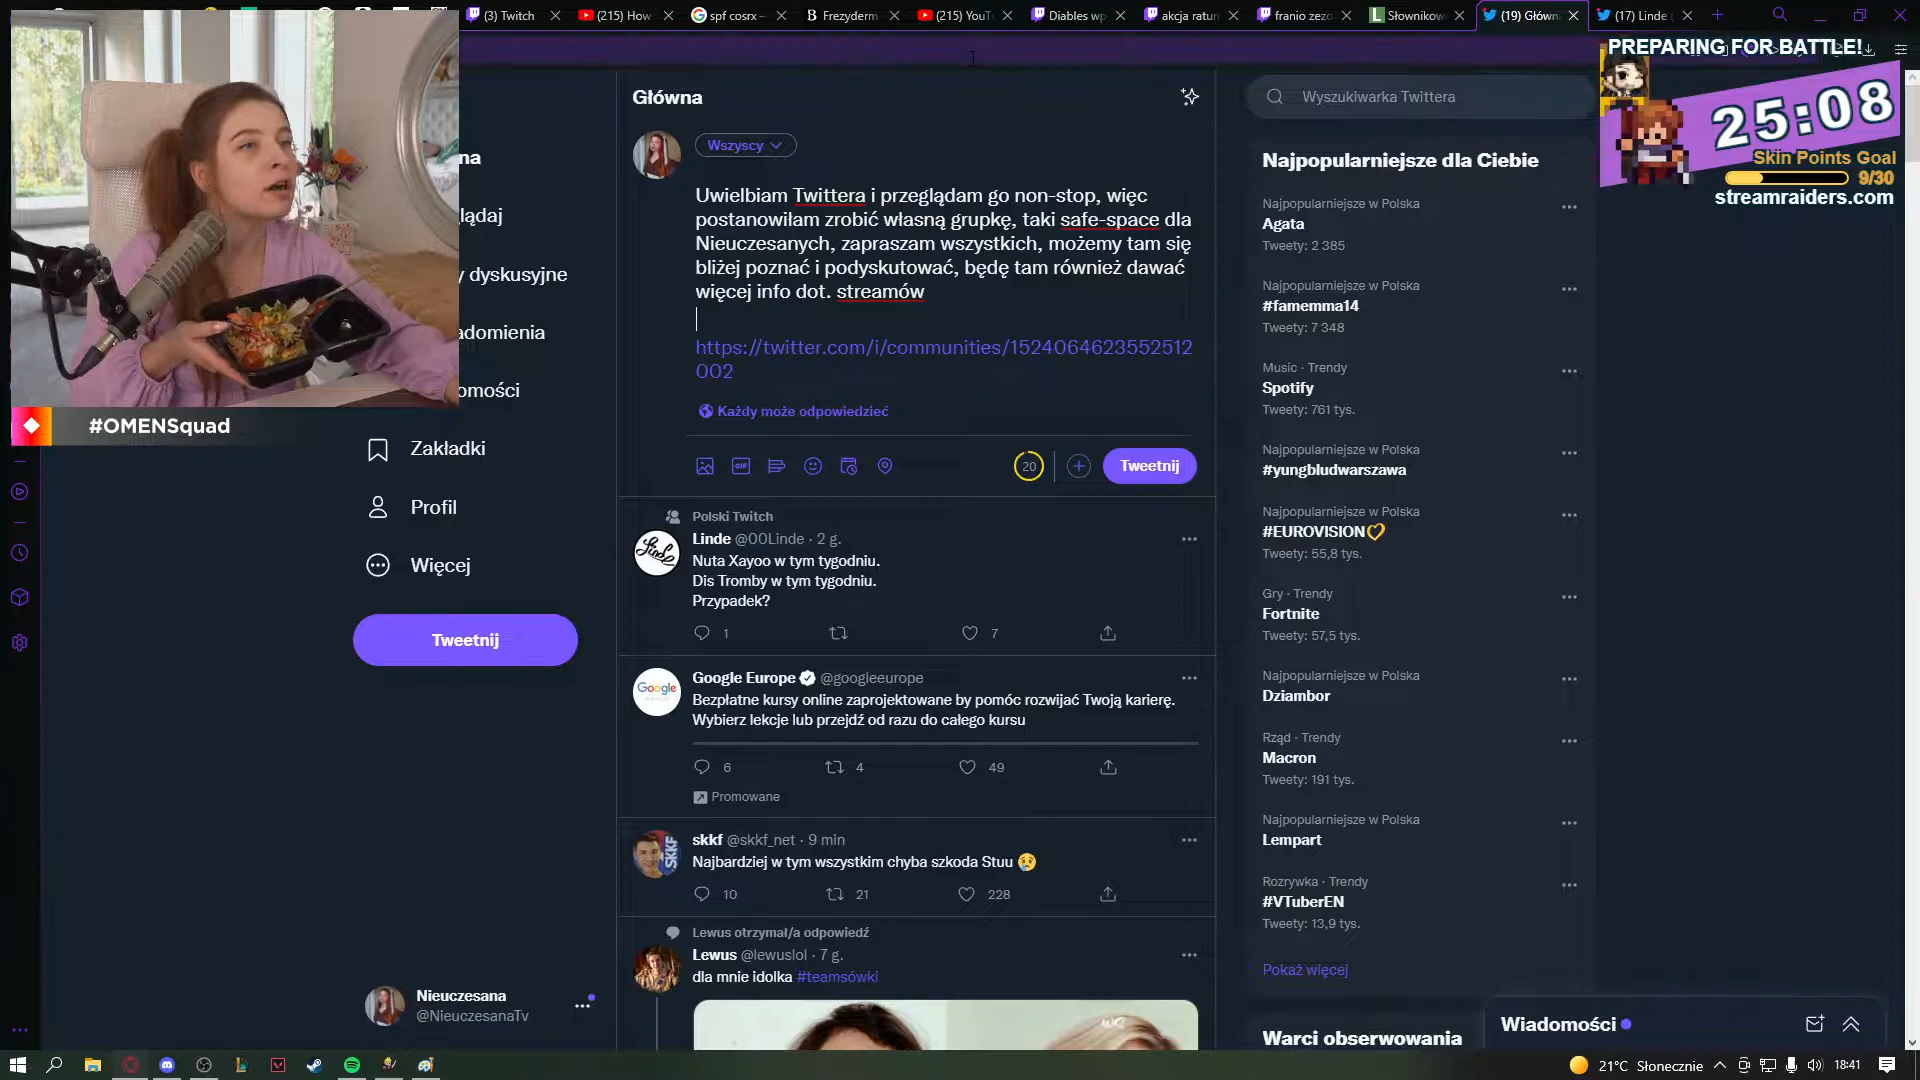 (3) Twitch
(215) How
spf cosrx –
Frezyderm
(215) YouT
Diables wp
akcja ratun
franio zezo
Słownikow
(19) Główn
(17) Linde (
PREPARING FOR BATTLE!
25:08
Skin Points Goal
9/30
streamraiders.com
#OMENSquad
na
lądaj
y dyskusyjne
adomienia
omości
Zakładki
Profil
Więcej
Tweetnij
Nieuczesana
@NieuczesanaTv
Główna
Wszyscy
Uwielbiam Twittera i przeglądam go non-stop, więc
postanowiłam zrobić własną grupkę, taki safe-space dla
Nieuczesanych, zapraszam wszystkich, możemy tam się
bliżej poznać i podyskutować, będę tam również dawać
więcej info dot. streamów
https://twitter.com/i/communities/1524064623552512
002
Każdy może odpowiedzieć
GIF
20
Tweetnij
Polski Twitch
Linde @00Linde · 2 g.
Nuta Xayoo w tym tygodniu.
Dis Tromby w tym tygodniu.
Przypadek?
1
7
Google
Google Europe @googleeurope
Bezpłatne kursy online zaprojektowane by pomóc rozwijać Twoją karierę.
Wybierz lekcje lub przejdź od razu do całego kursu
6
4
49
Promowane
SKKF
skkf @skkf_net · 9 min
Najbardziej w tym wszystkim chyba szkoda Stuu 😢
10
21
228
Lewus otrzymał/a odpowiedź
Lewus @lewuslol · 7 g.
dla mnie idolka #teamsówki
Wyszukiwarka Twittera
Najpopularniejsze dla Ciebie
Najpopularniejsze w Polska
Agata
Tweety: 2 385
Najpopularniejsze w Polska
#famemma14
Tweety: 7 348
Music · Trendy
Spotify
Tweety: 761 tys.
Najpopularniejsze w Polska
#yungbludwarszawa
Najpopularniejsze w Polska
#EUROVISION
Tweety: 55,8 tys.
Gry · Trendy
Fortnite
Tweety: 57,5 tys.
Najpopularniejsze w Polska
Dziambor
Rząd · Trendy
Macron
Tweety: 191 tys.
Najpopularniejsze w Polska
Lempart
Rozrywka · Trendy
#VTuberEN
Tweety: 13,9 tys.
Pokaż więcej
Warci obserwowania
Wiadomości
21°C Słonecznie
18:41